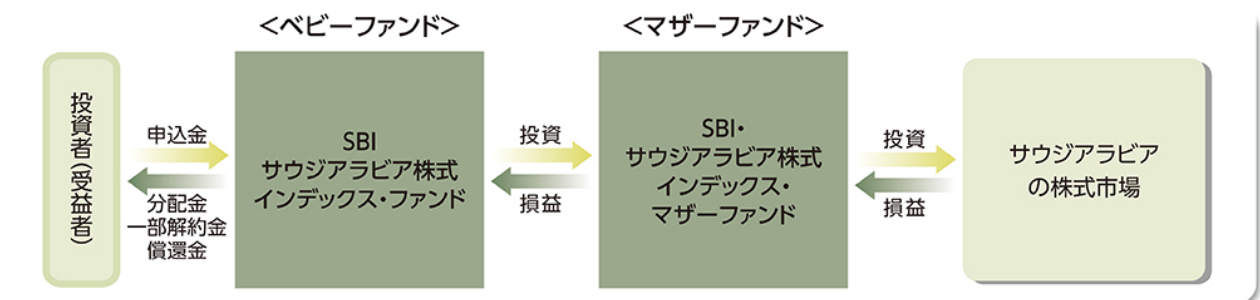 <ベビーファンド>
<マザーファンド>
投資者(受益者)
申込金
分配金
一部解約金
償還金
SBI
サウジアラビア株式
インデックス・ファンド
投資
損益
SBI・
サウジアラビア株式
インデックス・
マザーファンド
投資
損益
サウジアラビア
の株式市場